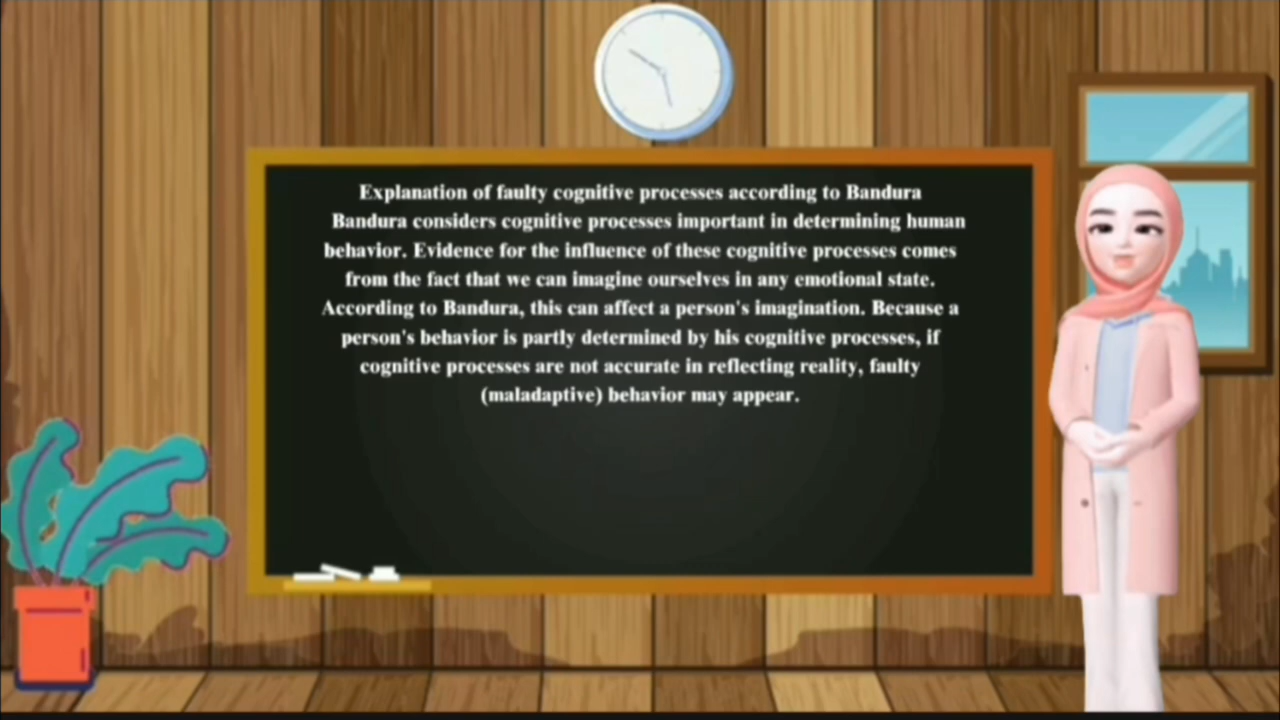 Explanation of faulty cognitive processes according to Bandura
Bandura considers cognitive processes important in determining human
behavior. Evidence for the influence of these cognitive processes comes
from the fact that we can imagine ourselves in any emotional state.
According to Bandura, this can affect a person's imagination. Because a
person's behavior is partly determined by his cognitive processes, if
cognitive processes are not accurate in reflecting reality, faulty
(maladaptive) behavior may appear.